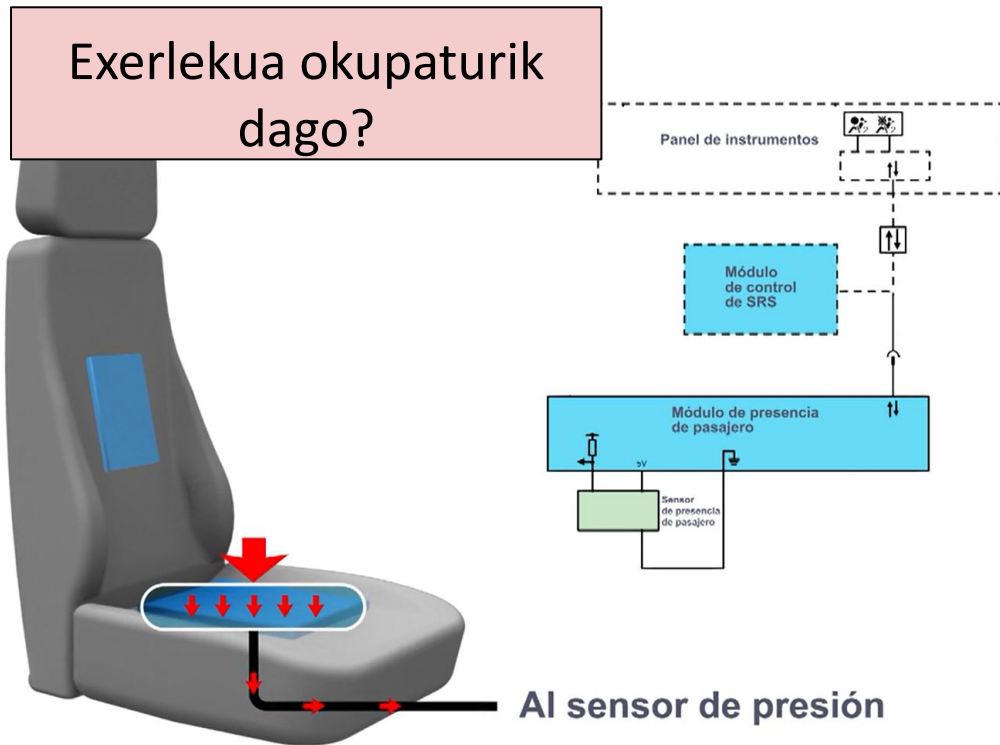 Exerlekua okupaturik
dago?
Panel de instrumentos
Módulo
de control
de SRS
Módulo de presencia
de pasajero
5V
Sensor
de presencia
de pasajero
Al sensor de presión